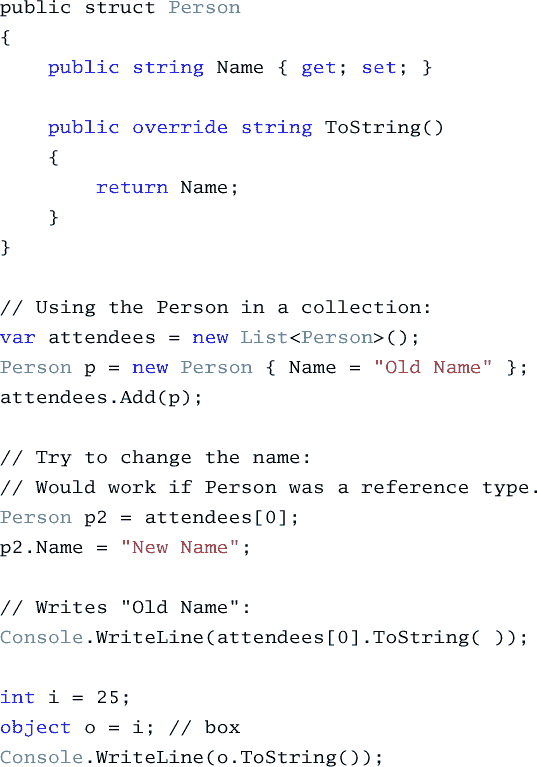 public struct Person
{
    public string Name { get; set; }

    public override string ToString()
    {
        return Name;
    }
}

// Using the Person in a collection:
var attendees = new List<Person>();
Person p = new Person { Name = "Old Name" };
attendees.Add(p);

// Try to change the name:
// Would work if Person was a reference type.
Person p2 = attendees[0];
p2.Name = "New Name";

// Writes "Old Name":
Console.WriteLine(attendees[0].ToString( ));

int i = 25;
object o = i; // box
Console.WriteLine(o.ToString());